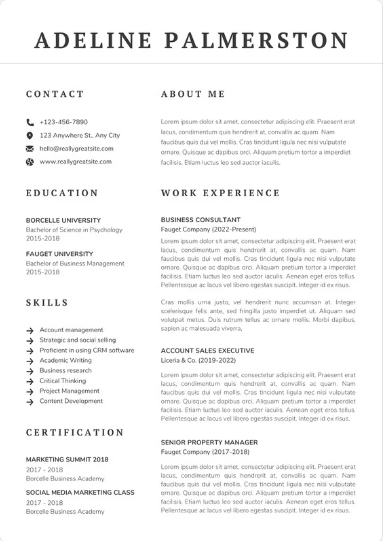 ADELINE PALMERSTON
CONTACT
+123-456-7890
123 Anywhere St., Any City
hello@reallygreatsite.com
www.reallygreatsite.com
EDUCATION
BORCELLE UNIVERSITY
Bachelor of Science in Psychology
2015-2018
FAUGET UNIVERSITY
Bachelor of Business Management
2015-2018
SKILLS
Account management
Strategic and social selling
Proficient in using CRM software
Academic Writing
Business research
Critical Thinking
Project Management
Content Development
CERTIFICATION
MARKETING SUMMIT 2018
2017 - 2018
Borcelle Business Academy
SOCIAL MEDIA MARKETING CLASS
2017 - 2018
Borcelle Business Academy
ABOUT ME
Lorem ipsum dolor sit amet, consectetur adipiscing elit. Praesent erat
lacus, condimentum quis hendrerit at, convallis ac quam. Nam
faucibus dui vel mollis porta. Cras tincidunt ligula nec nisi vulputate
ornare. Quisque ac dapibus orci. Aliquam pretium tortor a imperdiet
facilisis. Etiam luctus leo sed auctor iaculis.
WORK EXPERIENCE
BUSINESS CONSULTANT
Fauget Company (2022-Present)
Lorem ipsum dolor sit amet, consectetur adipiscing elit. Praesent erat
lacus, condimentum quis hendrerit at, convallis ac quam. Nam
faucibus dui vel mollis porta. Cras tincidunt ligula nec nisi vulputate
ornare. Quisque ac dapibus orci. Aliquam pretium tortor a imperdiet
facilisis. Etiam luctus leo sed auctor iaculis. Aenean eget eros tellus.
Pellentesque ac lacus vel libero egestas suscipit. Integer id ex risus.
Cras mollis urna justo, vel hendrerit nunc accumsan at. Integer
scelerisque felis ante, sed fringilla justo imperdiet ut. Aliquam sed
volutpat metus. Duis rutrum tellus ac ornare mollis. Morbi dapibus,
sapien ac malesuada viverra,
ACCOUNT SALES EXECUTIVE
Liceria & Co. (2019-2022)
Lorem ipsum dolor sit amet, consectetur adipiscing elit. Praesent erat
lacus, condimentum quis hendrerit at, convallis ac quam. Nam
faucibus dui vel mollis porta. Cras tincidunt ligula nec nisi vulputate
ornare. Quisque ac dapibus orci. Aliquam pretium tortor a imperdiet
facilisis. Etiam luctus leo sed auctor iaculis. Aenean eget eros tellus.
Pellentesque ac lacus vel libero egestas suscipit. Integer id ex risus.
SENIOR PROPERTY MANAGER
Fauget Company (2017-2018)
Lorem ipsum dolor sit amet, consectetur adipiscing elit. Praesent erat
lacus, condimentum quis hendrerit at, convallis ac quam. Nam
faucibus dui vel mollis porta. Cras tincidunt ligula nec nisi vulputate
ornare. Quisque ac dapibus orci. Aliquam pretium tortor a imperdiet
facilisis. Etiam luctus leo sed auctor iaculis. Aenean eget eros tellus.
Pellentesque ac lacus vel libero egestas suscipit. Integer id ex risus.